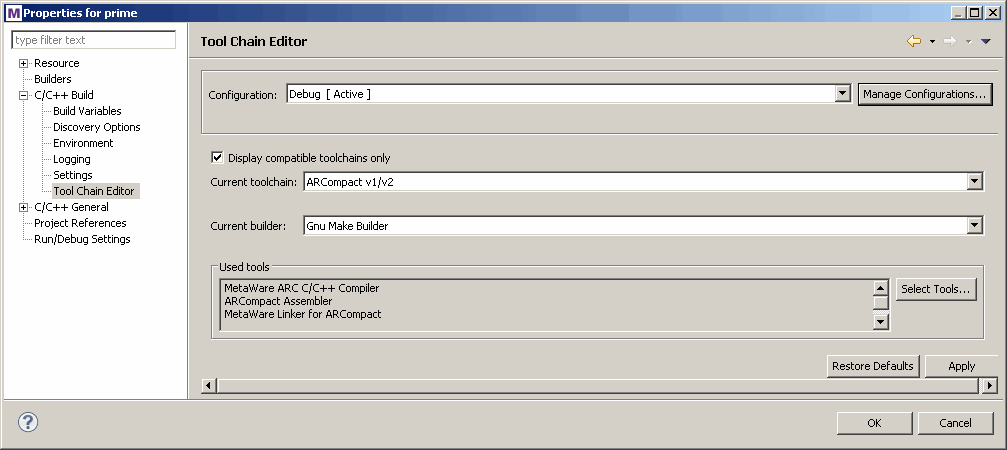 Properties for prime
type filter text
Resource
Builders
C/C++ Build
Build Variables
Discovery Options
Environment
Logging
Settings
Tool Chain Editor
C/C++ General
Project References
Run/Debug Settings
Tool Chain Editor
Configuration: Debug [ Active ] Manage Configurations...
Display compatible toolchains only
Current toolchain: ARCompact v1/v2
Current builder: Gnu Make Builder
Used tools
MetaWare ARC C/C++ Compiler
ARCompact Assembler
MetaWare Linker for ARCompact
Select Tools...
Restore Defaults Apply
OK Cancel